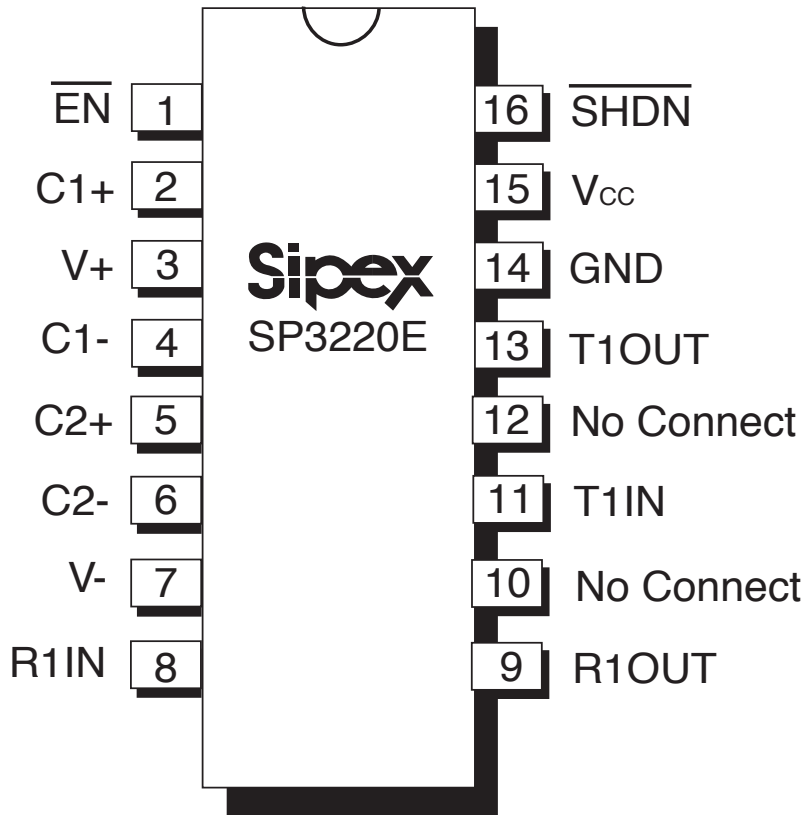 EN 1 16 SHDN
C1+ 2 15 Vcc
V+ 3 Sipex 14 GND
C1- 4 SP3220E 13 T1OUT
C2+ 5 12 No Connect
C2- 6 11 T1IN
V- 7 10 No Connect
R1IN 8 9 R1OUT